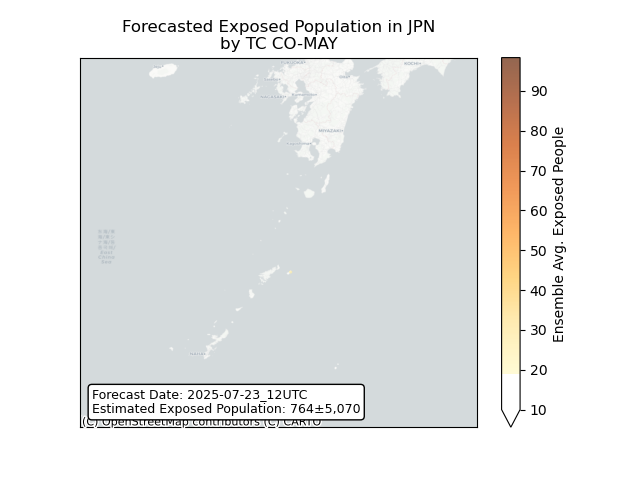 Forecasted Exposed Population in JPN
by TC CO-MAY
MIYAZAKI
90
80
70
60
50
40
30
20
10
Ensemble Avg. Exposed People
Forecast Date: 2025-07-23_12UTC
Estimated Exposed Population: 764±5,070
(C) OpenStreetMap contributors (C) CARTO